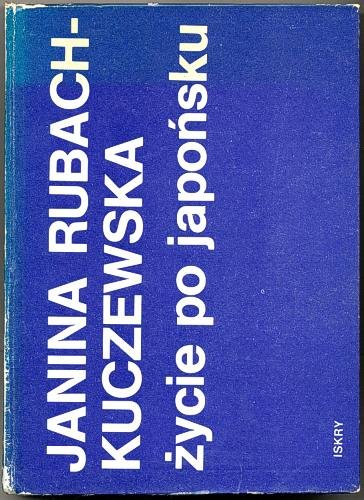 JANINA RUBACH-
KUCZEWSKA
życie po japońsku
ISKRY